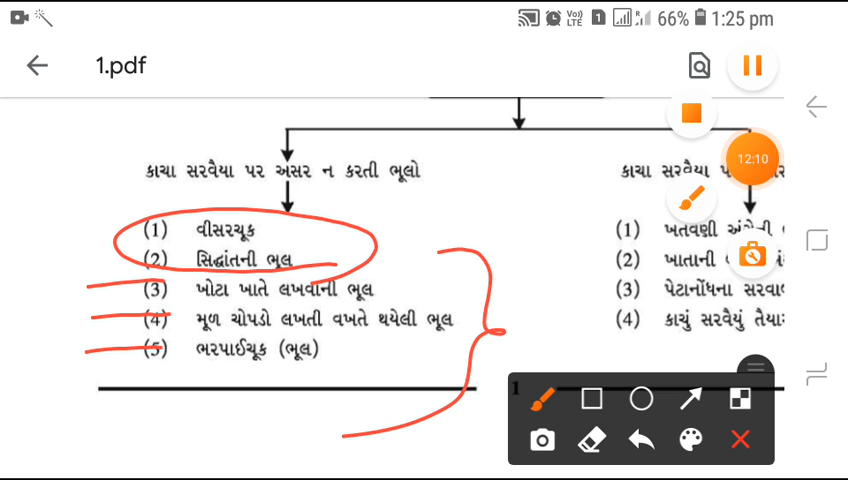 66% 1:25 pm
1.pdf
12:10
કાચા સરવૈયા પર અસર ન કરતી ભૂલો
(1) વીસરચૂક
(2) સિદ્ધાંતની ભૂલ
(3) ખોટા ખાતે લખવાની ભૂલ
(4) મૂળ ચોપડો લખતી વખતે થયેલી ભૂલ
(5) ભરપાઈચૂક (ભૂલ)
કાચા સરવૈયા
(1) ખતવણી અંગેની
(2) ખાતાની
(3) પેટાનોંધના
(4) કાચું સરવૈયું
1